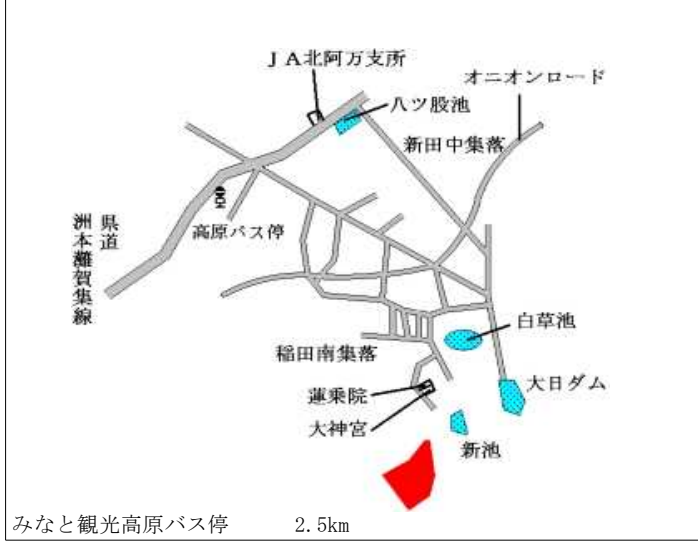 ＪＡ北阿万支所
オニオンロード
八ツ股池
新田中集落
高原バス停
県道
洲本灘賀集線
白草池
稲田南集落
大日ダム
蓮乗院
大神宮
新池
みなと観光高原バス停　　　2.5km